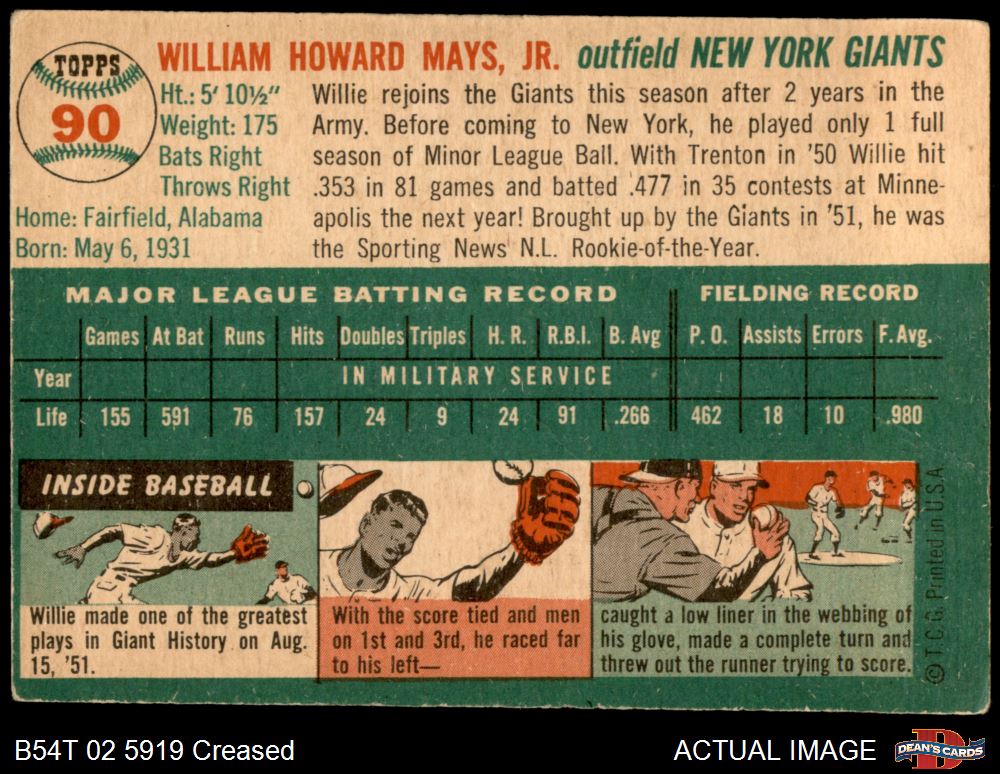 TOPPS
90
WILLIAM HOWARD MAYS, JR. outfield NEW YORK GIANTS
Ht.: 5' 10½"
Weight: 175
Bats Right
Throws Right
Home: Fairfield, Alabama
Born: May 6, 1931
Willie rejoins the Giants this season after 2 years in the
Army. Before coming to New York, he played only 1 full
season of Minor League Ball. With Trenton in '50 Willie hit
.353 in 81 games and batted .477 in 35 contests at Minne-
apolis the next year! Brought up by the Giants in '51, he was
the Sporting News' N.L. Rookie-of-the-Year.
MAJOR LEAGUE BATTING RECORD FIELDING RECORD
Games At Bat Runs Hits Doubles Triples H. R. R.B.I. B. Avg P. O. Assists Errors F. Avg.
Year IN MILITARY SERVICE
Life 155 591 76 157 24 9 24 91 .266 462 18 10 .980
INSIDE BASEBALL
Willie made one of the greatest
plays in Giant History on Aug.
15, '51.
With the score tied and men
on 1st and 3rd, he raced far
to his left—
caught a low liner in the webbing of
his glove, made a complete turn and
threw out the runner trying to score.
© T.C.G. Printed in U.S.A
B54T 02 5919 Creased
ACTUAL IMAGE
DEAN'S CARDS